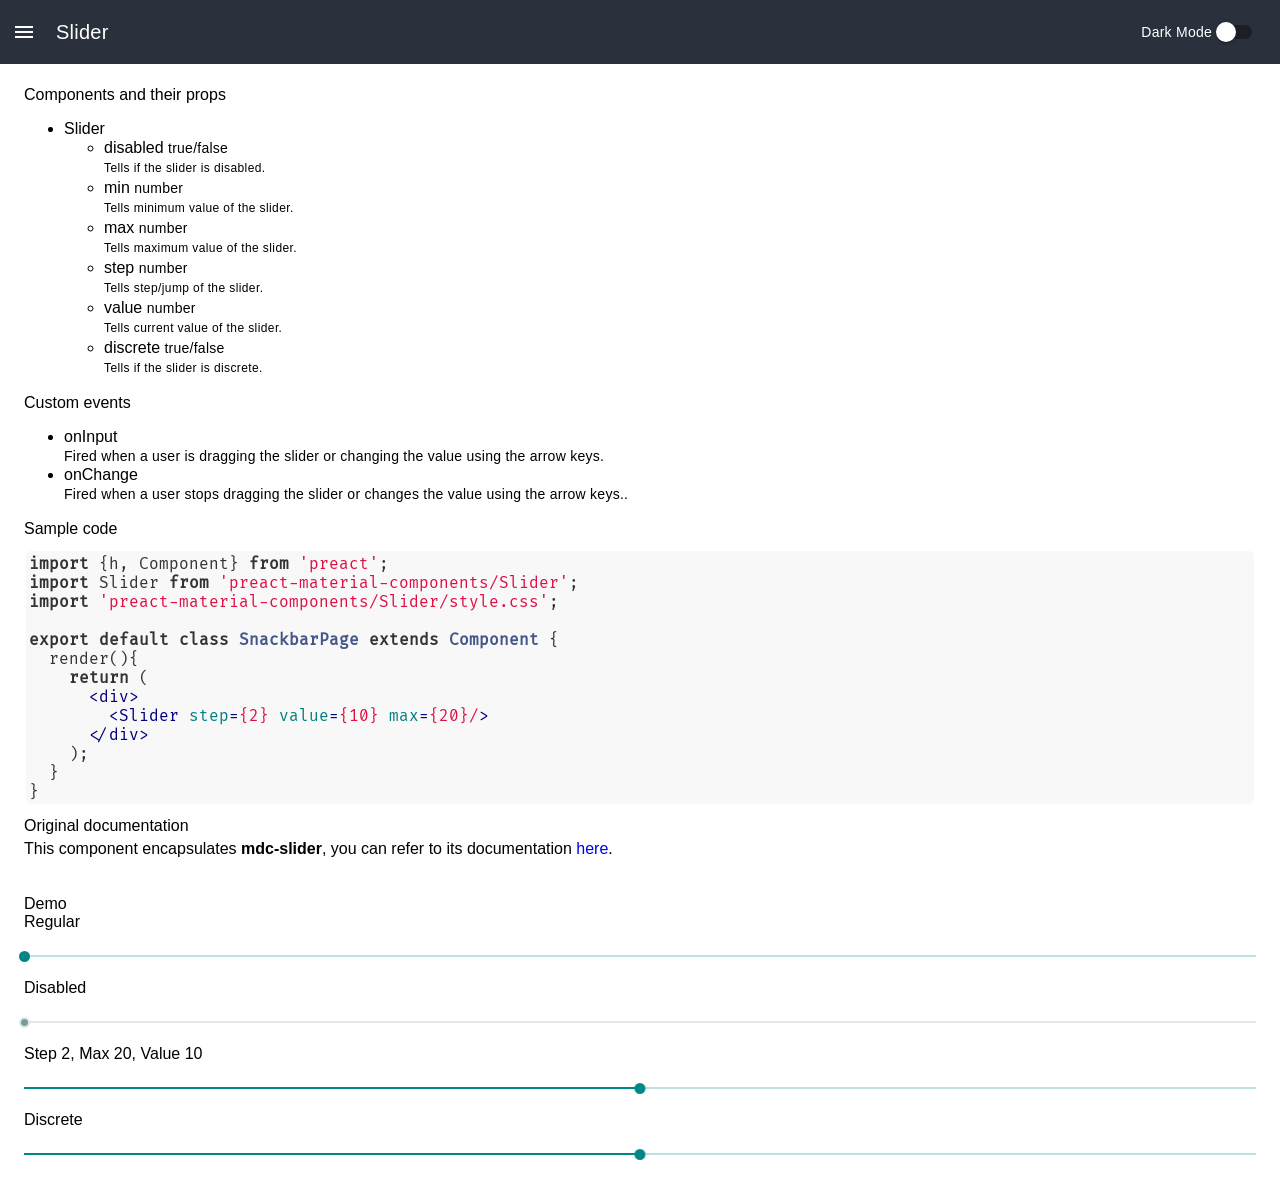 Slider
Dark Mode
Components and their props
Slider
disabled true/false
Tells if the slider is disabled.
min number
Tells minimum value of the slider.
max number
Tells maximum value of the slider.
step number
Tells step/jump of the slider.
value number
Tells current value of the slider.
discrete true/false
Tells if the slider is discrete.
Custom events
onInput
Fired when a user is dragging the slider or changing the value using the arrow keys.
onChange
Fired when a user stops dragging the slider or changes the value using the arrow keys..
Sample code
import {h, Component} from 'preact';
import Slider from 'preact-material-components/Slider';
import 'preact-material-components/Slider/style.css';
export default class SnackbarPage extends Component {
  render(){
    return (
      <div>
        <Slider step={2} value={10} max={20}/>
      </div>
    );
  }
}
Original documentation
This component encapsulates mdc-slider, you can refer to its documentation here.
Demo
Regular
Disabled
Step 2, Max 20, Value 10
Discrete